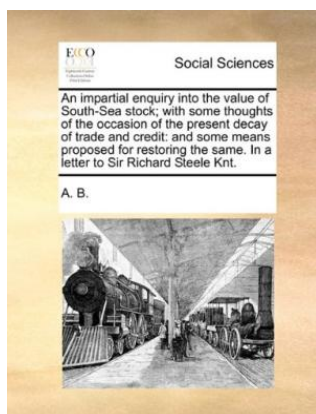 ECCO
Social Sciences
An impartial enquiry into the value of
South-Sea stock; with some thoughts
of the occasion of the present decay
of trade and credit: and some means
proposed for restoring the same. In a
letter to Sir Richard Steele Knt.
A. B.